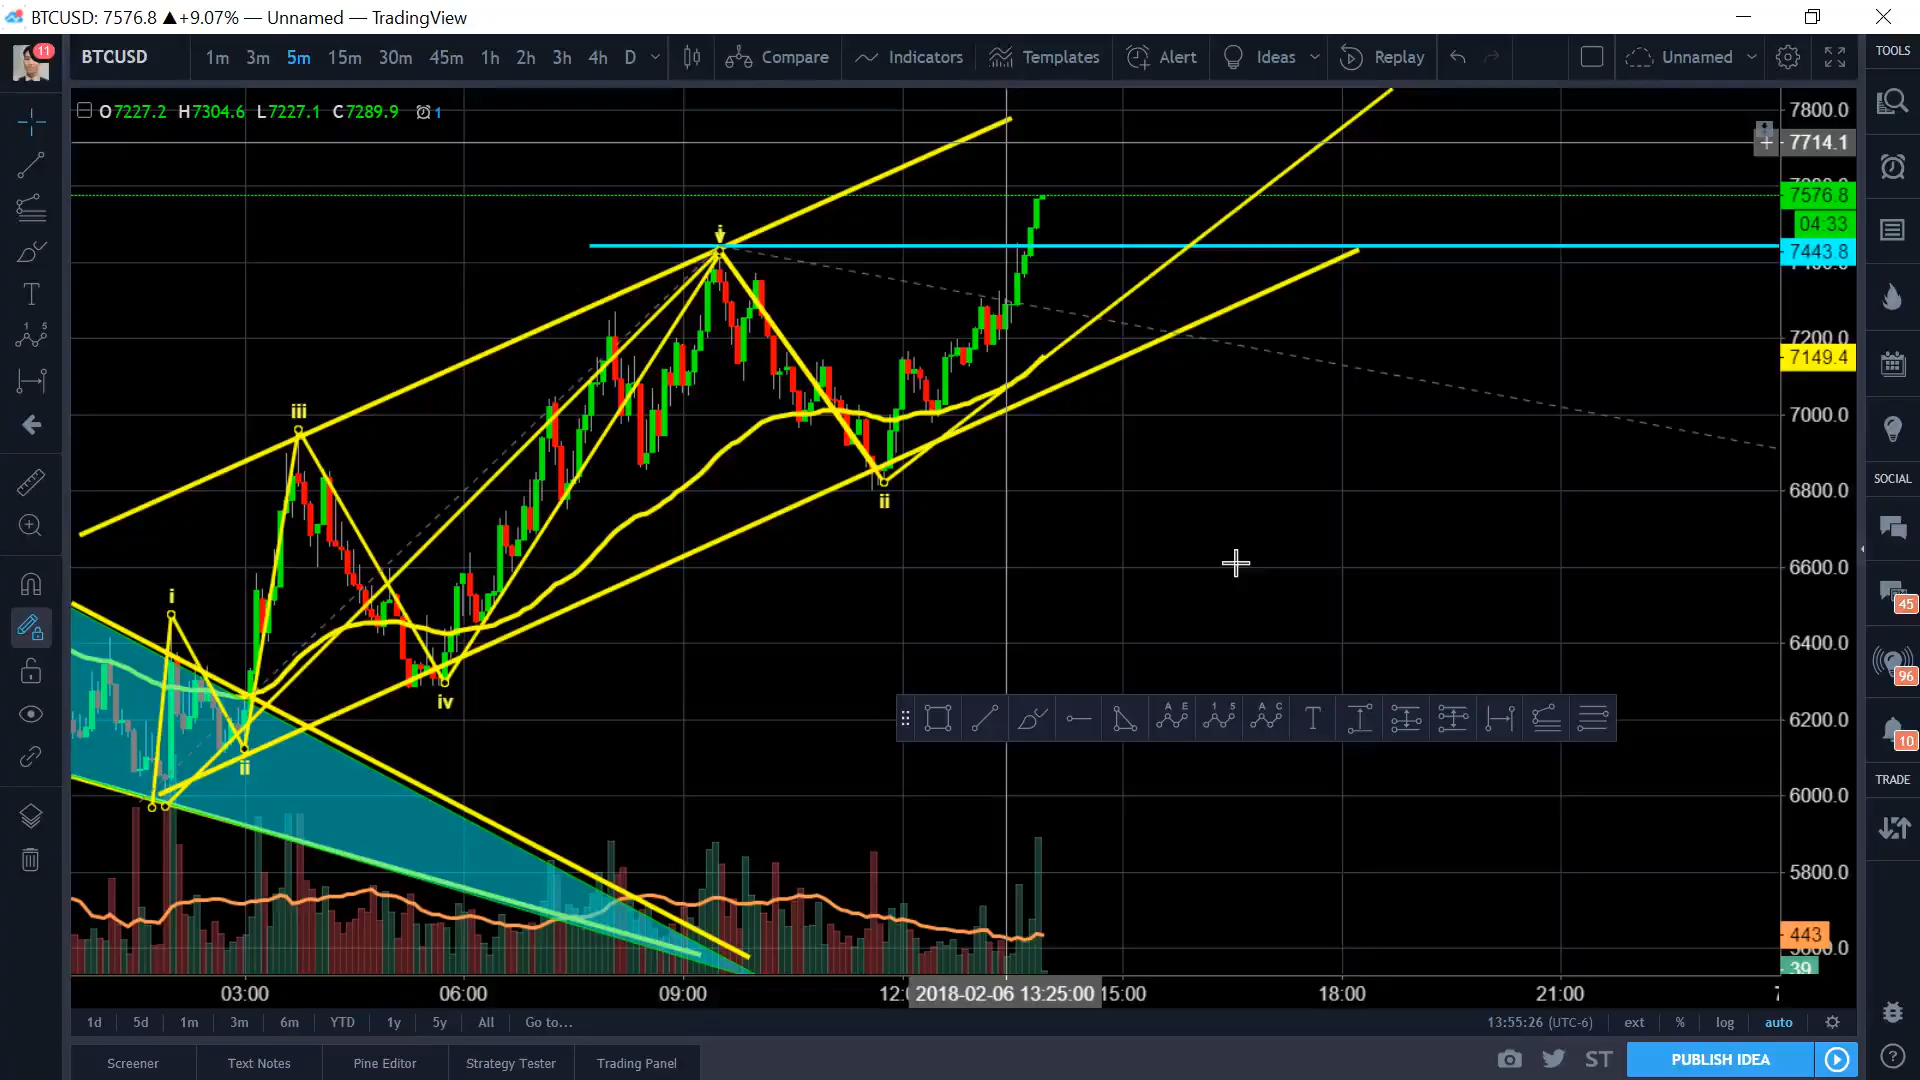 BTCUSD: 7576.8 ▲+9.07% — Unnamed — TradingView
11 BTCUSD 1m 3m 5m 15m 30m 45m 1h 2h 3h 4h D Compare Indicators Templates Alert Ideas Replay Unnamed TOOLS
O7227.2 H7304.6 L7227.1 C7289.9 1
7800.0
7714.1
7576.8
04:33
7443.8
7200.0
7149.4
7000.0
6800.0
6600.0
6400.0
6200.0
6000.0
5800.0
443
39
i
iii
ii
i
iv
ii
SOCIAL
45
96
10
TRADE
03:00 06:00 09:00 2018-02-06 13:25:00 15:00 18:00 21:00
1d 5d 1m 3m 6m YTD 1y 5y All Go to... 13:55:26 (UTC-6) ext % log auto
Screener Text Notes Pine Editor Strategy Tester Trading Panel ST PUBLISH IDEA